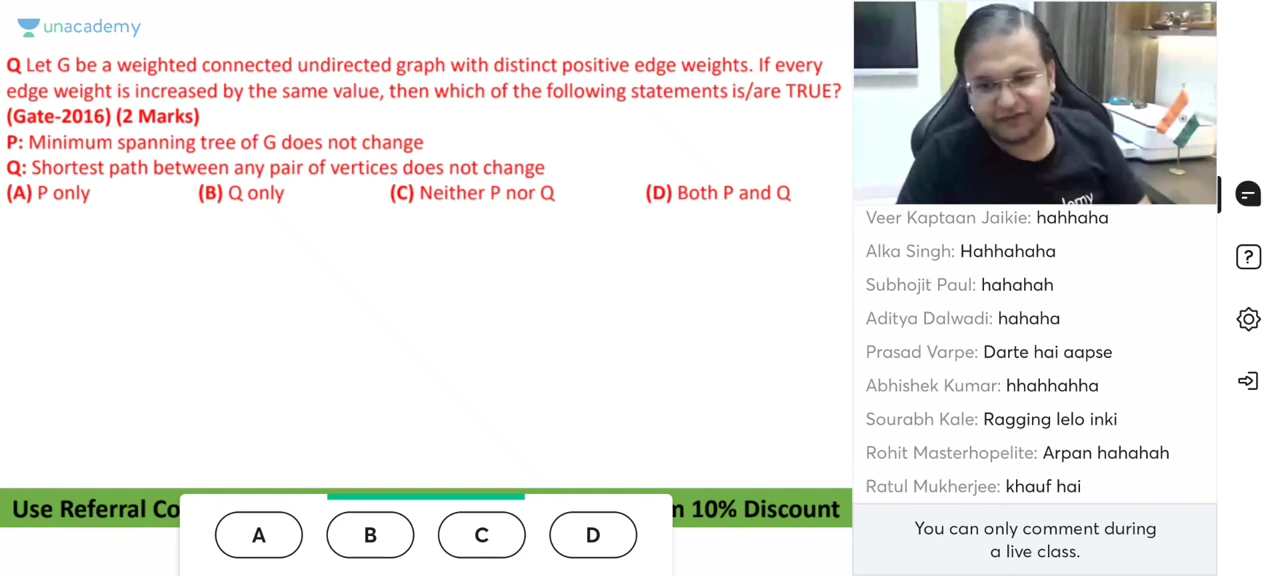 unacademy
Q Let G be a weighted connected undirected graph with distinct positive edge weights. If every
edge weight is increased by the same value, then which of the following statements is/are TRUE?
(Gate-2016) (2 Marks)
P: Minimum spanning tree of G does not change
Q: Shortest path between any pair of vertices does not change
(A) P only (B) Q only (C) Neither P nor Q (D) Both P and Q
Use Referral Co
10% Discount
A B C D
Veer Kaptaan Jaikie: hahhaha
Alka Singh: Hahhahaha
Subhojit Paul: hahahah
Aditya Dalwadi: hahaha
Prasad Varpe: Darte hai aapse
Abhishek Kumar: hhahhahha
Sourabh Kale: Ragging lelo inki
Rohit Masterhopelite: Arpan hahahah
Ratul Mukherjee: khauf hai
You can only comment during
a live class.
?